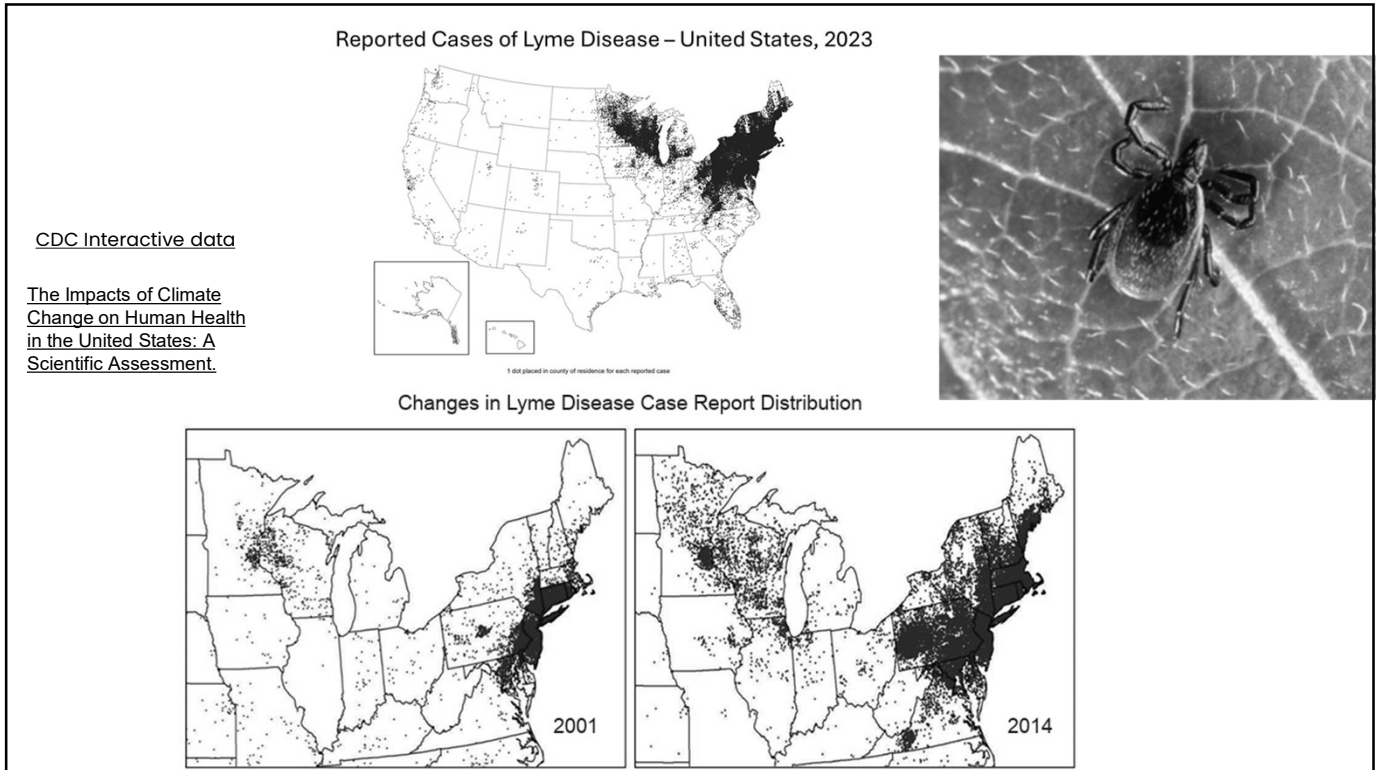 Reported Cases of Lyme Disease – United States, 2023
CDC Interactive data
The Impacts of Climate
Change on Human Health
in the United States: A
Scientific Assessment.
1 dot placed in county of residence for each reported case
Changes in Lyme Disease Case Report Distribution
2001
2014